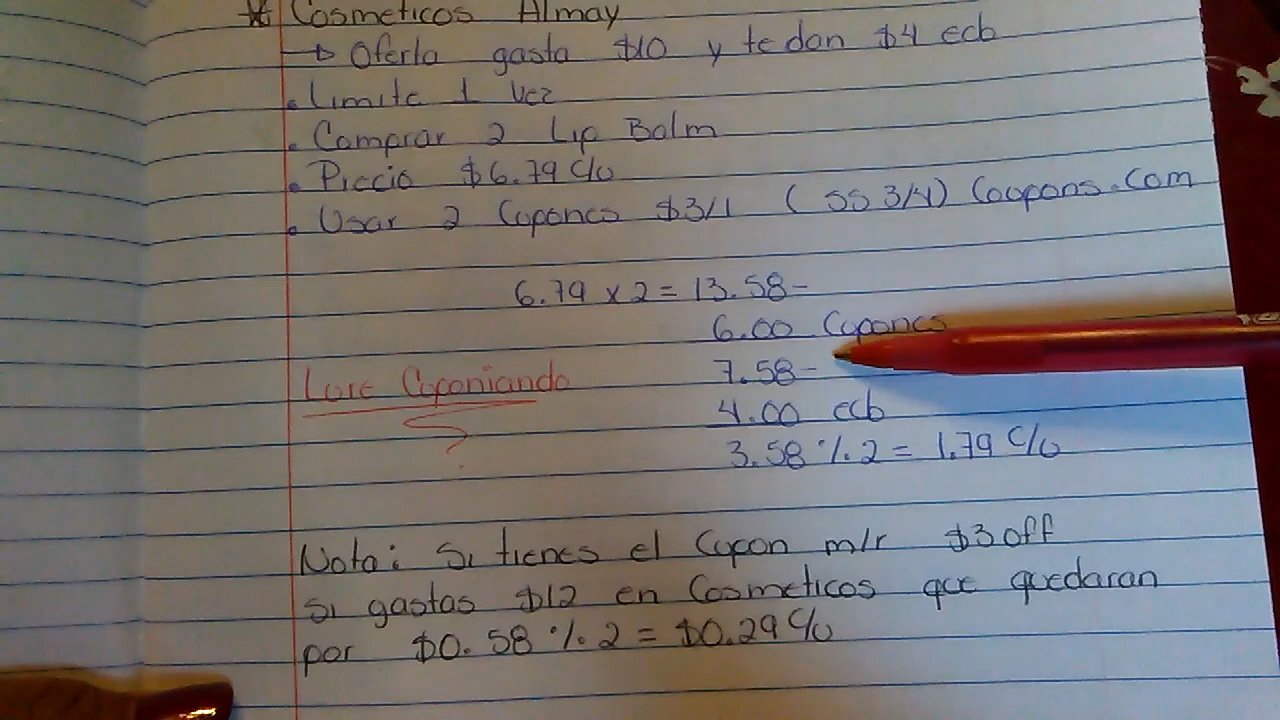 * Cosmeticos Almay
→ Oferta gasta $10 y te dan $4 ecb
. Limite 1 vez
. Comprar 2 Lip Balm
. Precio $6.79 c/u
. Usar 2 Cupones $3/1 (SS 3/4) Coupons.com
6.79 x 2 = 13.58-
6.00 Cupones
7.58-
4.00 ecb
3.58 % 2 = 1.79 c/u
Lore Cuponiando
Nota: Si tienes el Cupon m/r $3 off
si gastas $12 en Cosmeticos que quedaran
por $0.58 % 2 = $0.29 c/u